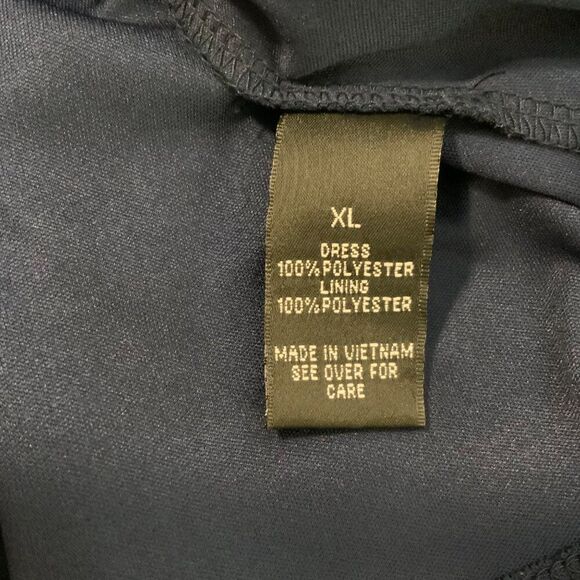 XL
DRESS
100%POLYESTER
LINING
100%POLYESTER
MADE IN VIETNAM
SEE OVER FOR
CARE